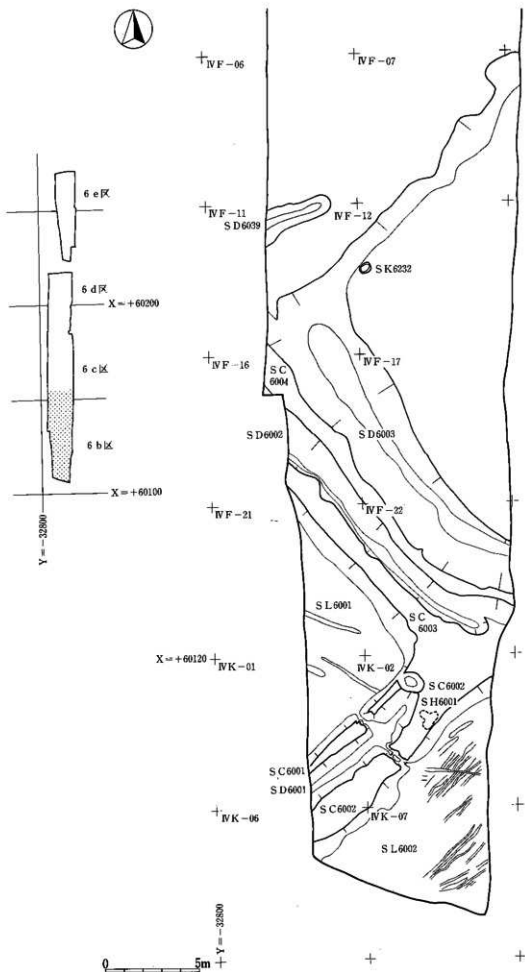 IVF-06
IVF-07
6e区
IVF-11
IVF-12
SD6039
SK6232
6d区
X=+60200
IVF-16
IVF-17
SC
6004
6c区
SD6002
SD6003
6b区
X=+60100
IVF-21
IVF-22
Y=-32800
SL6001
SC
6003
X=+60120
IVK-01
IVK-02
SC6002
SH6001
SC6001
SD6001
SC6002
IVK-06
IVK-07
SL6002
Y=-32800
0
5m